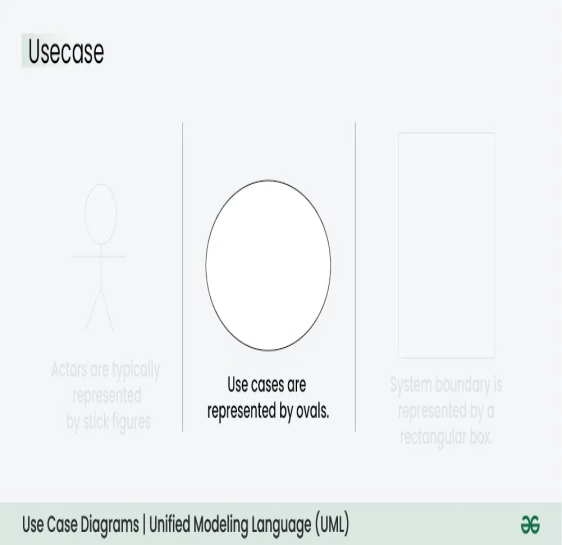 Usecase
Actors are typically
represented
by stick figures
Use cases are
represented by ovals.
System boundary is
represented by a
rectangular box.
Use Case Diagrams | Unified Modeling Language (UML)